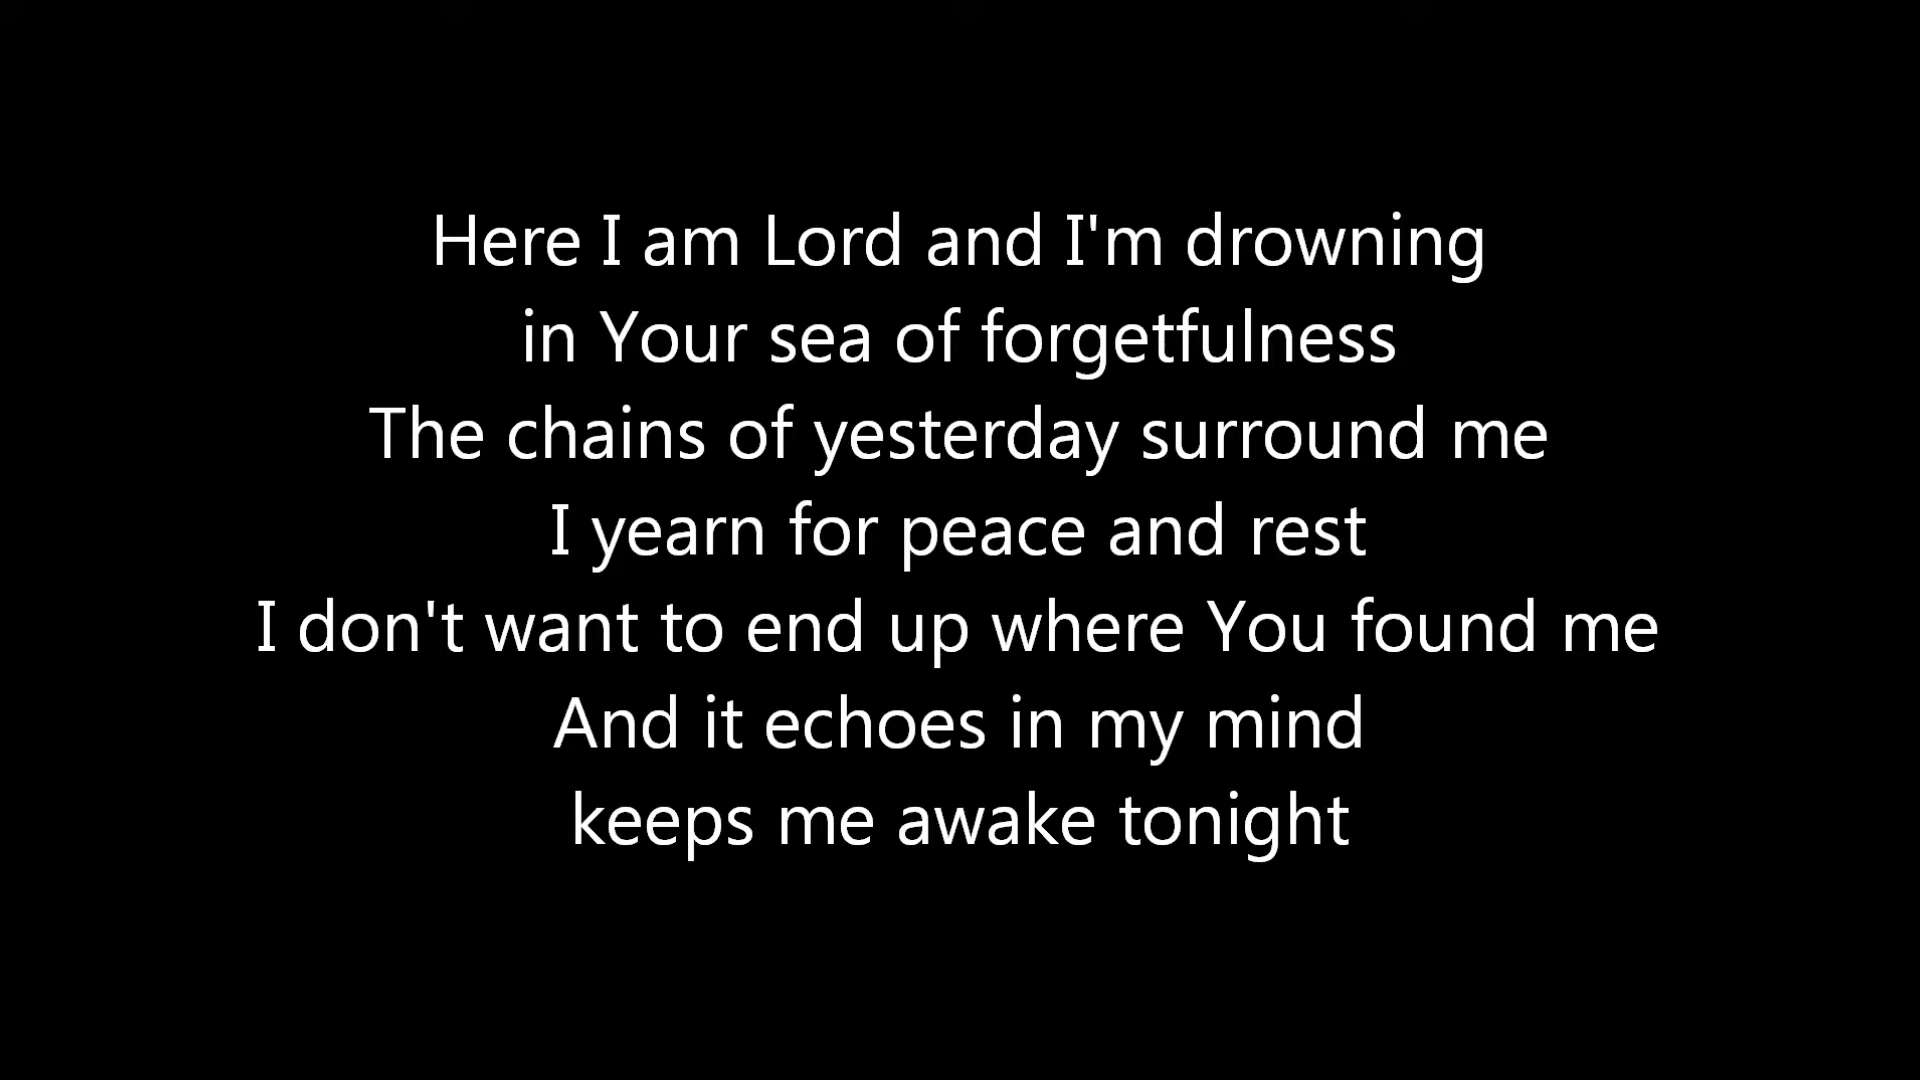 Here I am Lord and I'm drowning
in Your sea of forgetfulness
The chains of yesterday surround me
I yearn for peace and rest
I don't want to end up where You found me
And it echoes in my mind
keeps me awake tonight